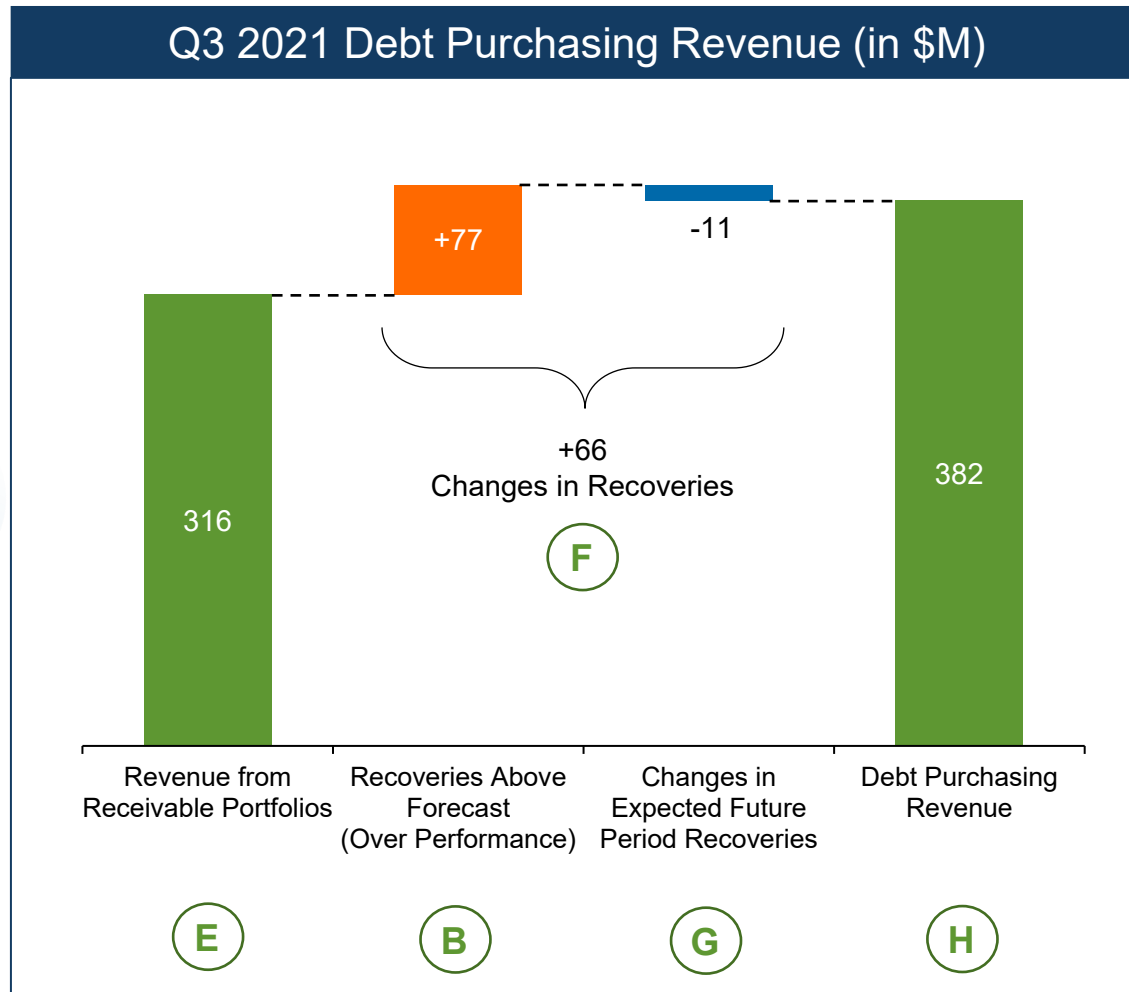 Q3 2021 Debt Purchasing Revenue (in $M)
+77
-11
+66
Changes in Recoveries
F
316
382
Revenue from
Receivable Portfolios
Recoveries Above
Forecast
(Over Performance)
Changes in
Expected Future
Period Recoveries
Debt Purchasing
Revenue
E
B
G
H